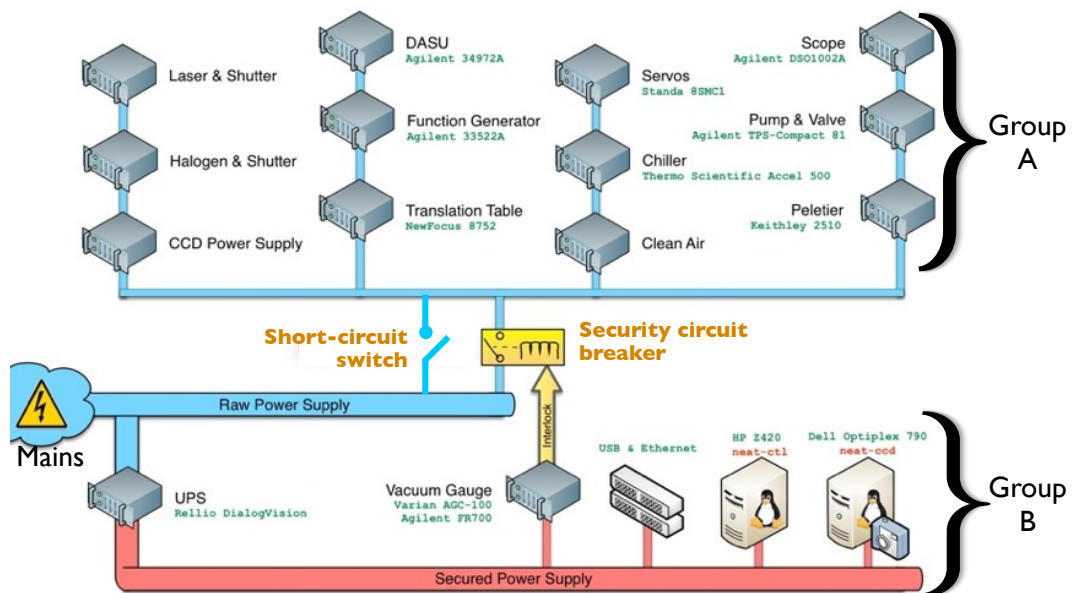 DASU
Agilent 34972A
Scope
Agilent DSO1002A
Laser & Shutter
Servos
Standa 8SMC1
Function Generator
Agilent 33522A
Pump & Valve
Agilent TPS-Compact 81
Group
A
Halogen & Shutter
Chiller
Thermo Scientific Accel 500
Translation Table
NewFocus 8752
Peletier
Keithley 2510
CCD Power Supply
Clean Air
Short-circuit
switch
Security circuit
breaker
Raw Power Supply
Mains
Interlock
UPS
Rellio DialogVision
Vacuum Gauge
Varian AGC-100
Agilent FR700
USB & Ethernet
HP Z420
neat-ctl
Dell Optiplex 790
neat-ccd
Group
B
Secured Power Supply